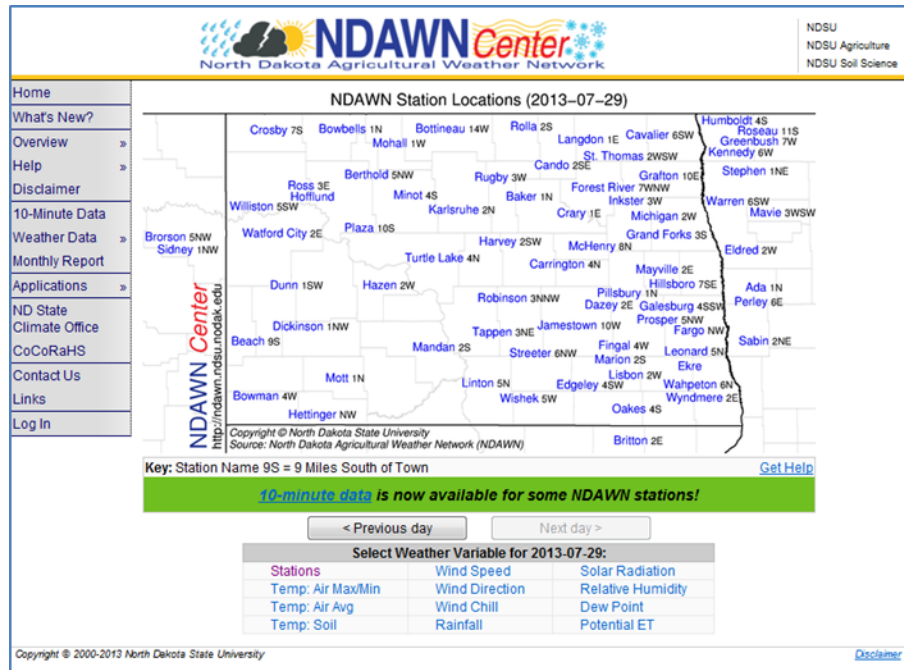 NDAWN Center
North Dakota Agricultural Weather Network
NDSU
NDSU Agriculture
NDSU Soil Science
Home
What's New?
Overview »
Help »
Disclaimer
10-Minute Data
Weather Data »
Monthly Report
Applications »
ND State
Climate Office
CoCoRaHS
Contact Us
Links
Log In
NDAWN Station Locations (2013-07-29)
Humboldt 4S
Crosby 7S Bowbells 1N Bottineau 14W Rolla 2S Roseau 11S
Langdon 1E Cavalier 6SW Greenbush 7W
Mohall 1W Kennedy 6W
St. Thomas 2WSW
Cando 2SE Stephen 1NE
Berthold 5NW Rugby 3W Grafton 10E
Ross 3E Forest River 7WNW
Hofflund Minot 4S Baker 1N Inkster 3W Warren 6SW
Williston 5SW Karlsruhe 2N Crary 1E Michigan 2W Mavie 3WSW
Watford City 2E Plaza 10S Grand Forks 3S
Brorson 5NW Harvey 2SW McHenry 8N
Sidney 1NW Eldred 2W
Turtle Lake 4N Carrington 4N Mayville 2E
Dunn 1SW Hazen 2W Hillsboro 7SE Ada 1N
Robinson 3NNW Pillsbury 1N
Dazey 2E Galesburg 4SSW Perley 6E
Dickinson 1NW Tappen 3NE Jamestown 10W Prosper 5NW
Fargo NW
Beach 9S Mandan 2S Fingal 4W Sabin 2NE
Streeter 6NW Leonard 5N
Marion 2S
Mott 1N Lisbon 2W Ekre
Linton 5N Edgeley 4SW Wahpeton 6N
Bowman 4W Wishek 5W Wyndmere 2E
Hettinger NW Oakes 4S
Britton 2E
NDAWN Center
http://ndawn.ndsu.nodak.edu
Copyright © North Dakota State University
Source: North Dakota Agricultural Weather Network (NDAWN)
Key: Station Name 9S = 9 Miles South of Town Get Help
10-minute data is now available for some NDAWN stations!
< Previous day Next day >
Select Weather Variable for 2013-07-29:
Stations Wind Speed Solar Radiation
Temp: Air Max/Min Wind Direction Relative Humidity
Temp: Air Avg Wind Chill Dew Point
Temp: Soil Rainfall Potential ET
Copyright © 2000-2013 North Dakota State University Disclaimer